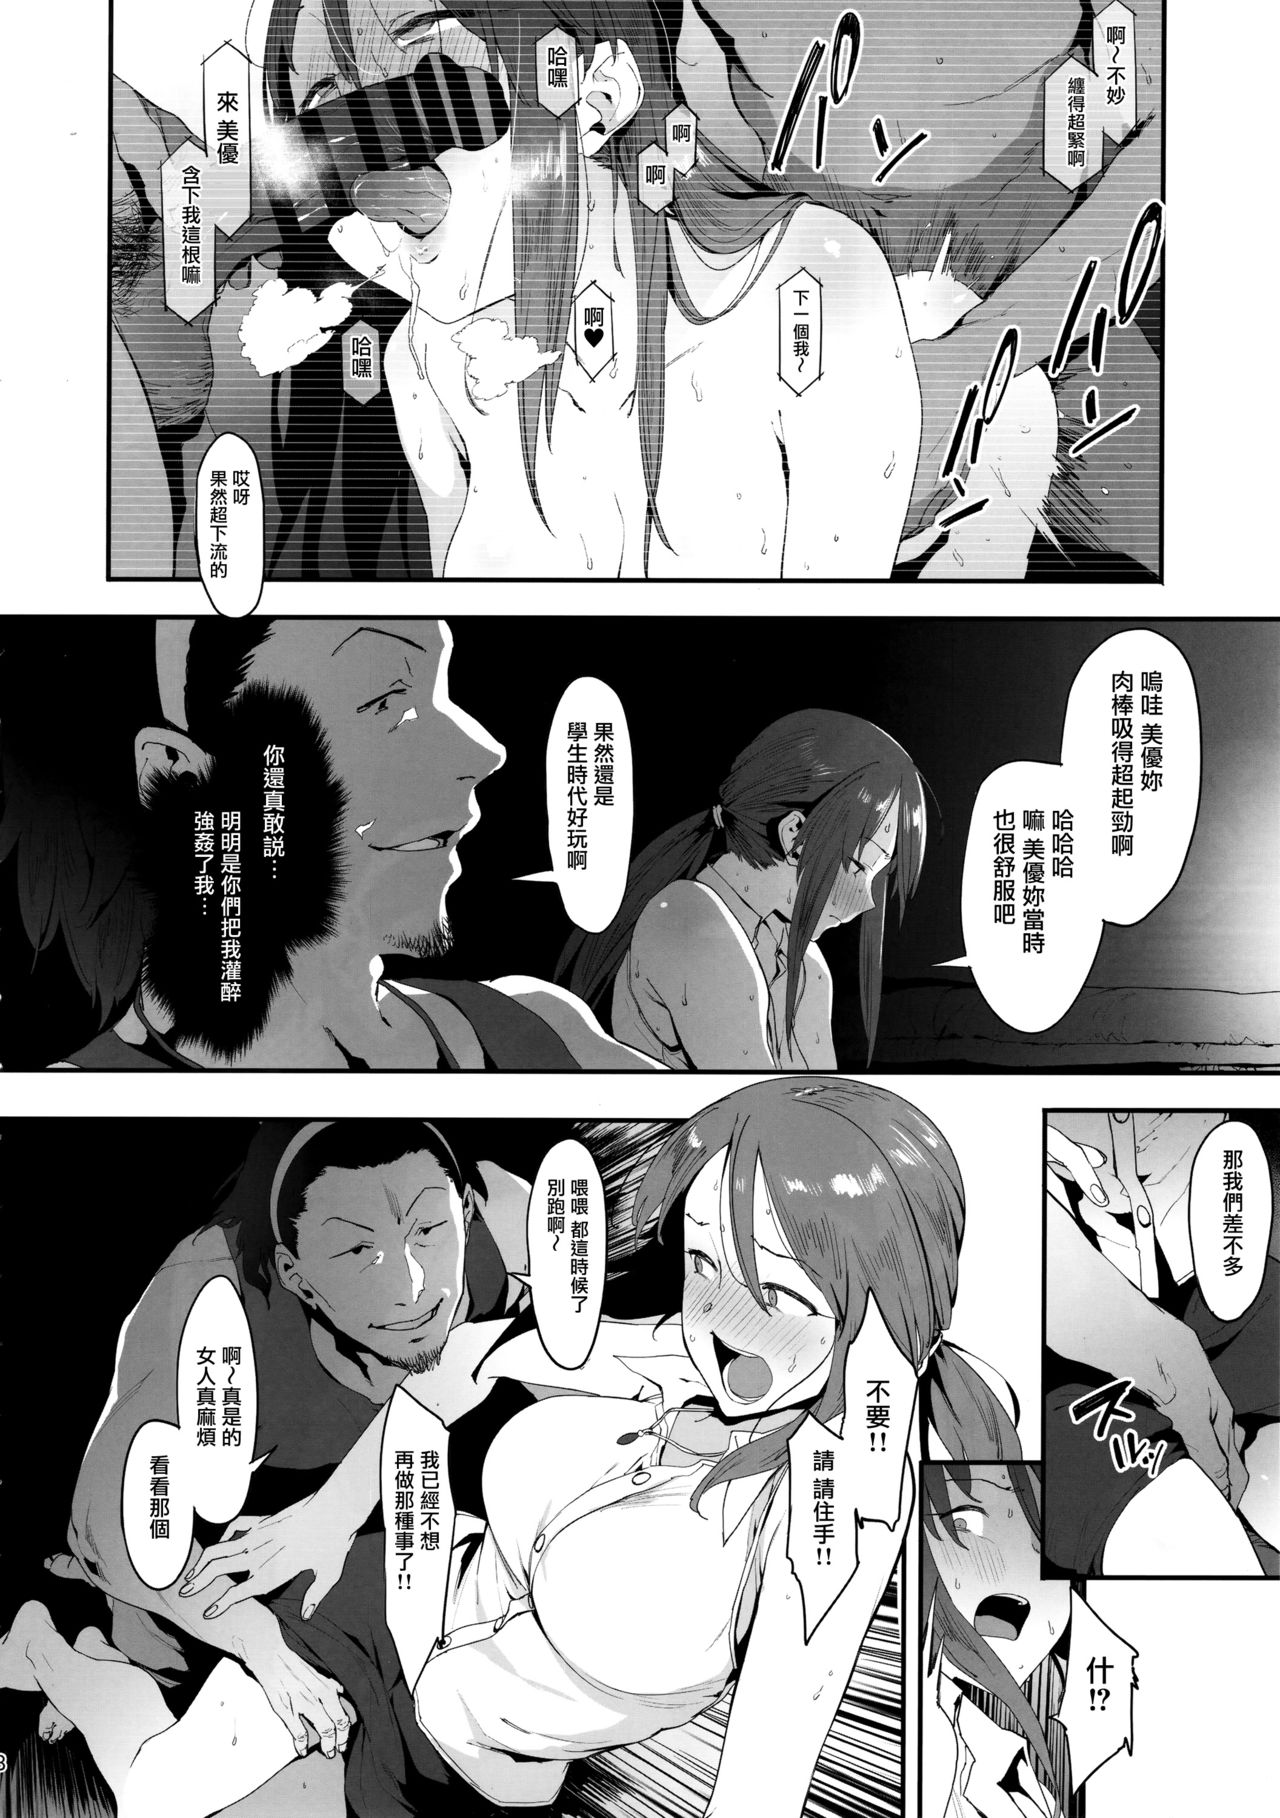 啊～不妙
纏得超緊啊
哈嘿
啊
啊
來 美優
含下我這根嘛
下一個我～
啊♥
哈嘿
哎呀
果然超下流的
嗚哇 美優妳
肉棒吸得超起勁啊
哈哈哈
嘛 美優妳當時
也很舒服吧
果然還是
學生時代好玩啊
你還真敢說…
明明是你們把我灌醉
強姦了我…
那我們差不多
什!?
不要!!
請 請住手!!
喂喂 都這時候了
別跑啊～
我已經不想
再做那種事了!!
啊～真是的
女人真麻煩
看看那個